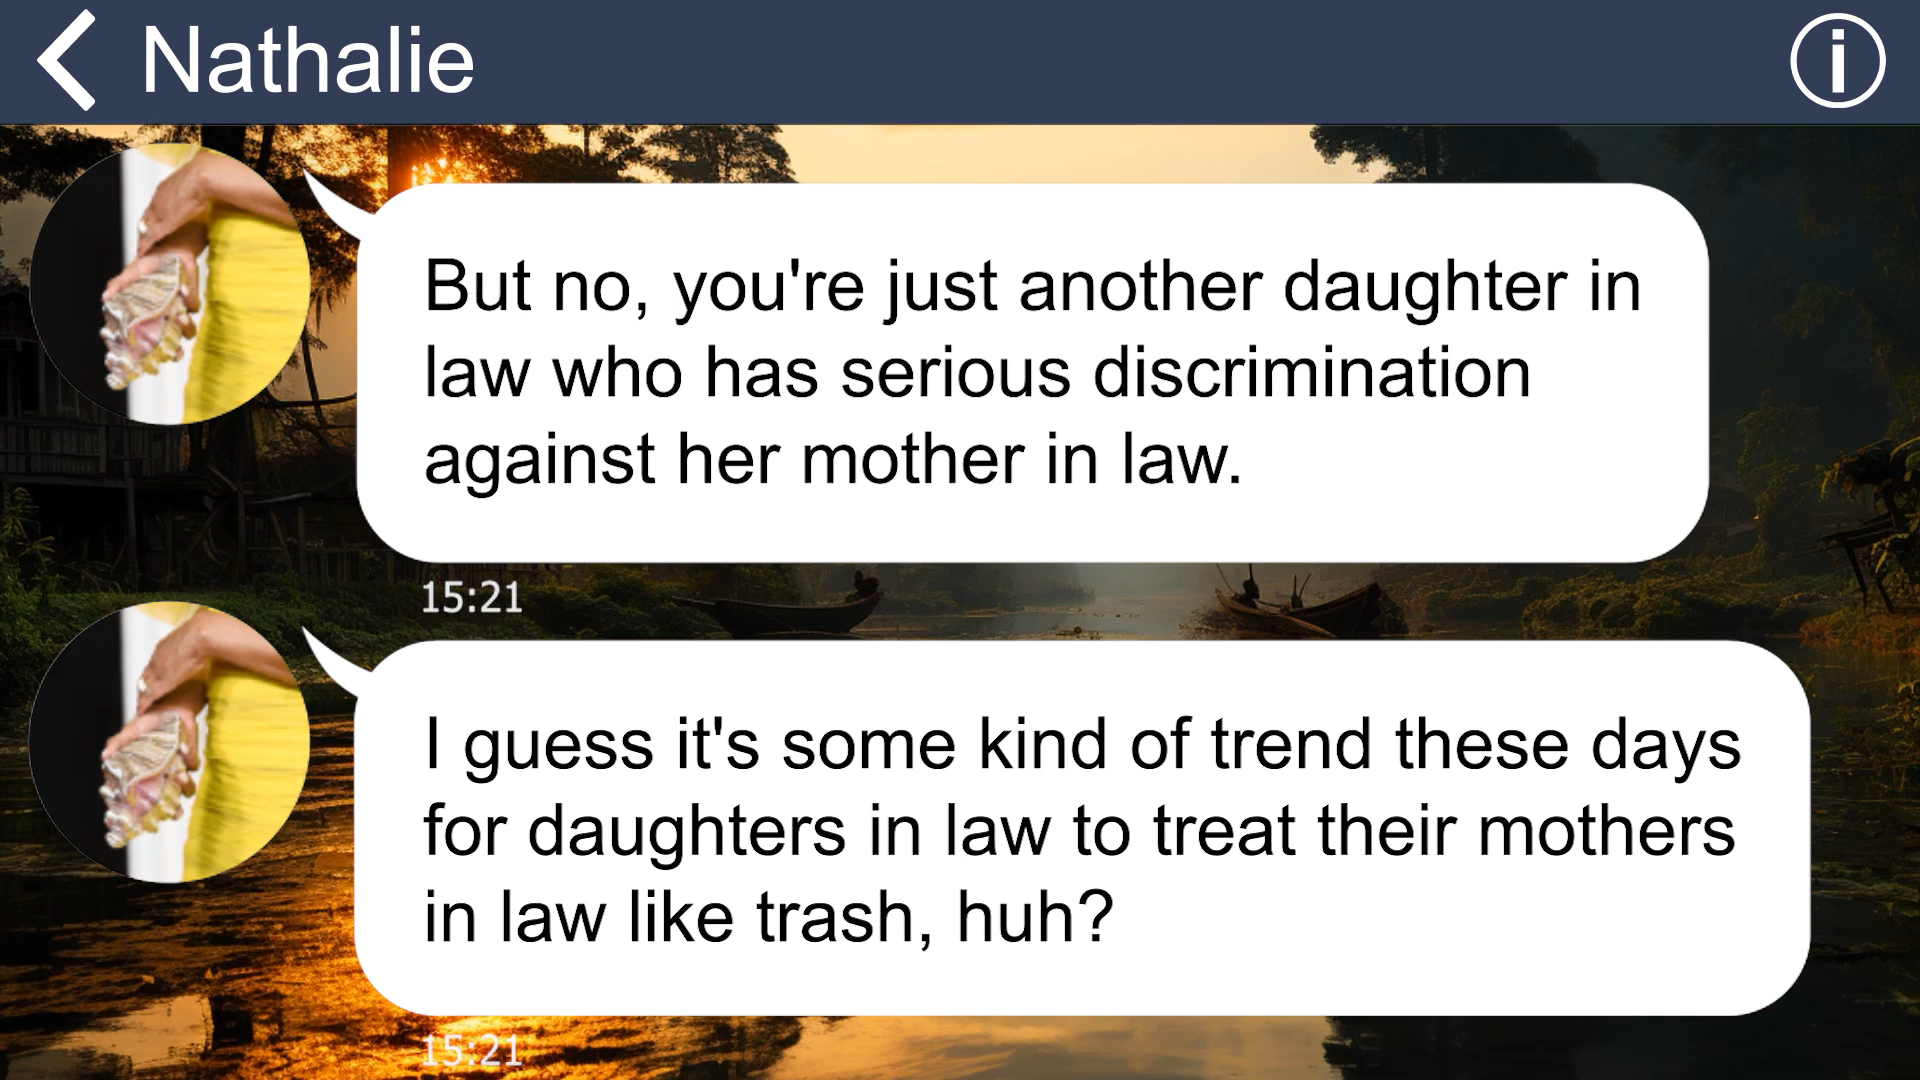 Nathalie
But no, you're just another daughter in
law who has serious discrimination
against her mother in law.
15:21
I guess it's some kind of trend these days
for daughters in law to treat their mothers
in law like trash, huh?
15:21